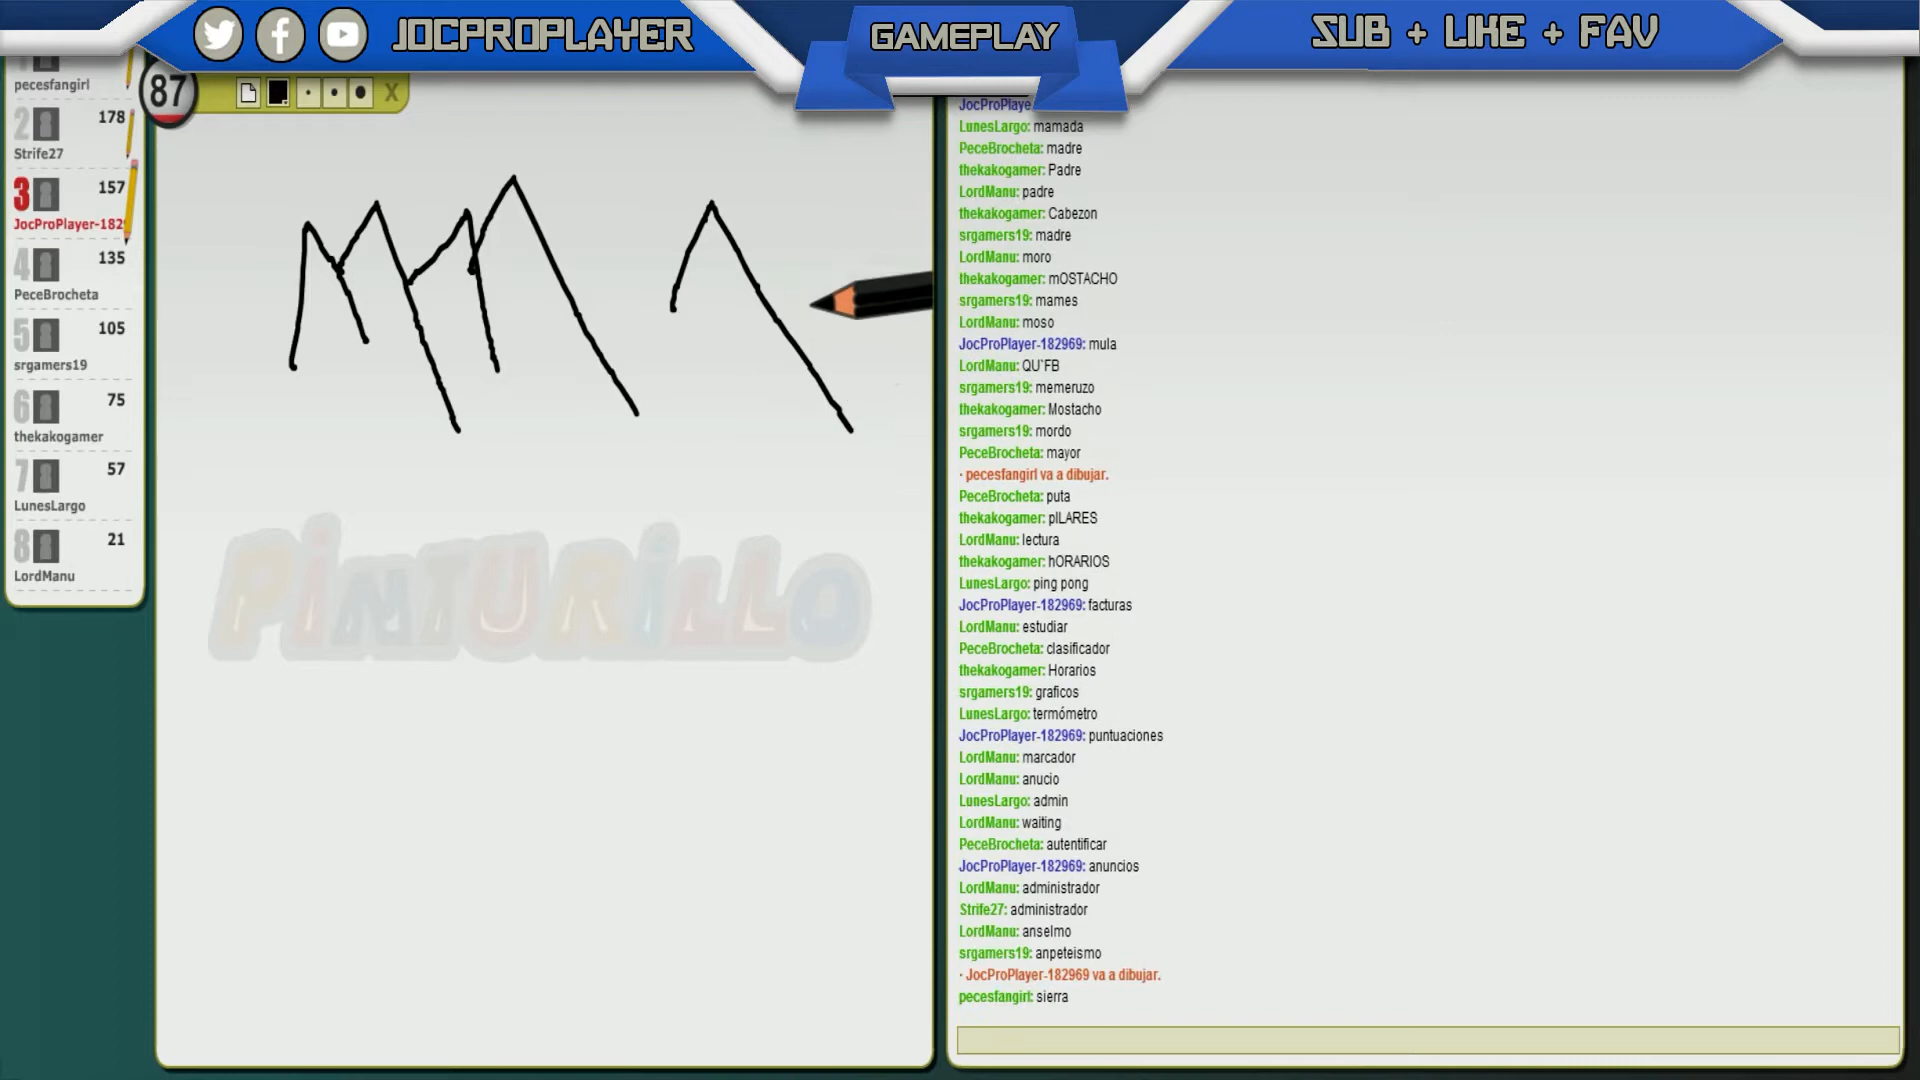 JOCPROPLAYER
GAMEPLAY
SUB + LIKE + FAV
87
X
pecesfangirl
2
178
Strife27
3
157
JocProPlayer-182
4
135
PeceBrocheta
5
105
srgamers19
6
75
thekakogamer
7
57
LunesLargo
8
21
LordManu
PINTURILLO
JocProPlaye
LunesLargo: mamada
PeceBrocheta: madre
thekakogamer: Padre
LordManu: padre
thekakogamer: Cabezon
srgamers19: madre
LordManu: moro
thekakogamer: mOSTACHO
srgamers19: mames
LordManu: moso
JocProPlayer-182969: mula
LordManu: QU`FB
srgamers19: memeruzo
thekakogamer: Mostacho
srgamers19: mordo
PeceBrocheta: mayor
· pecesfangirl va a dibujar.
PeceBrocheta: puta
thekakogamer: pILARES
LordManu: lectura
thekakogamer: hORARIOS
LunesLargo: ping pong
JocProPlayer-182969: facturas
LordManu: estudiar
PeceBrocheta: clasificador
thekakogamer: Horarios
srgamers19: graficos
LunesLargo: termómetro
JocProPlayer-182969: puntuaciones
LordManu: marcador
LordManu: anucio
LunesLargo: admin
LordManu: waiting
PeceBrocheta: autentificar
JocProPlayer-182969: anuncios
LordManu: administrador
Strife27: administrador
LordManu: anselmo
srgamers19: anpeteismo
· JocProPlayer-182969 va a dibujar.
pecesfangirl: sierra